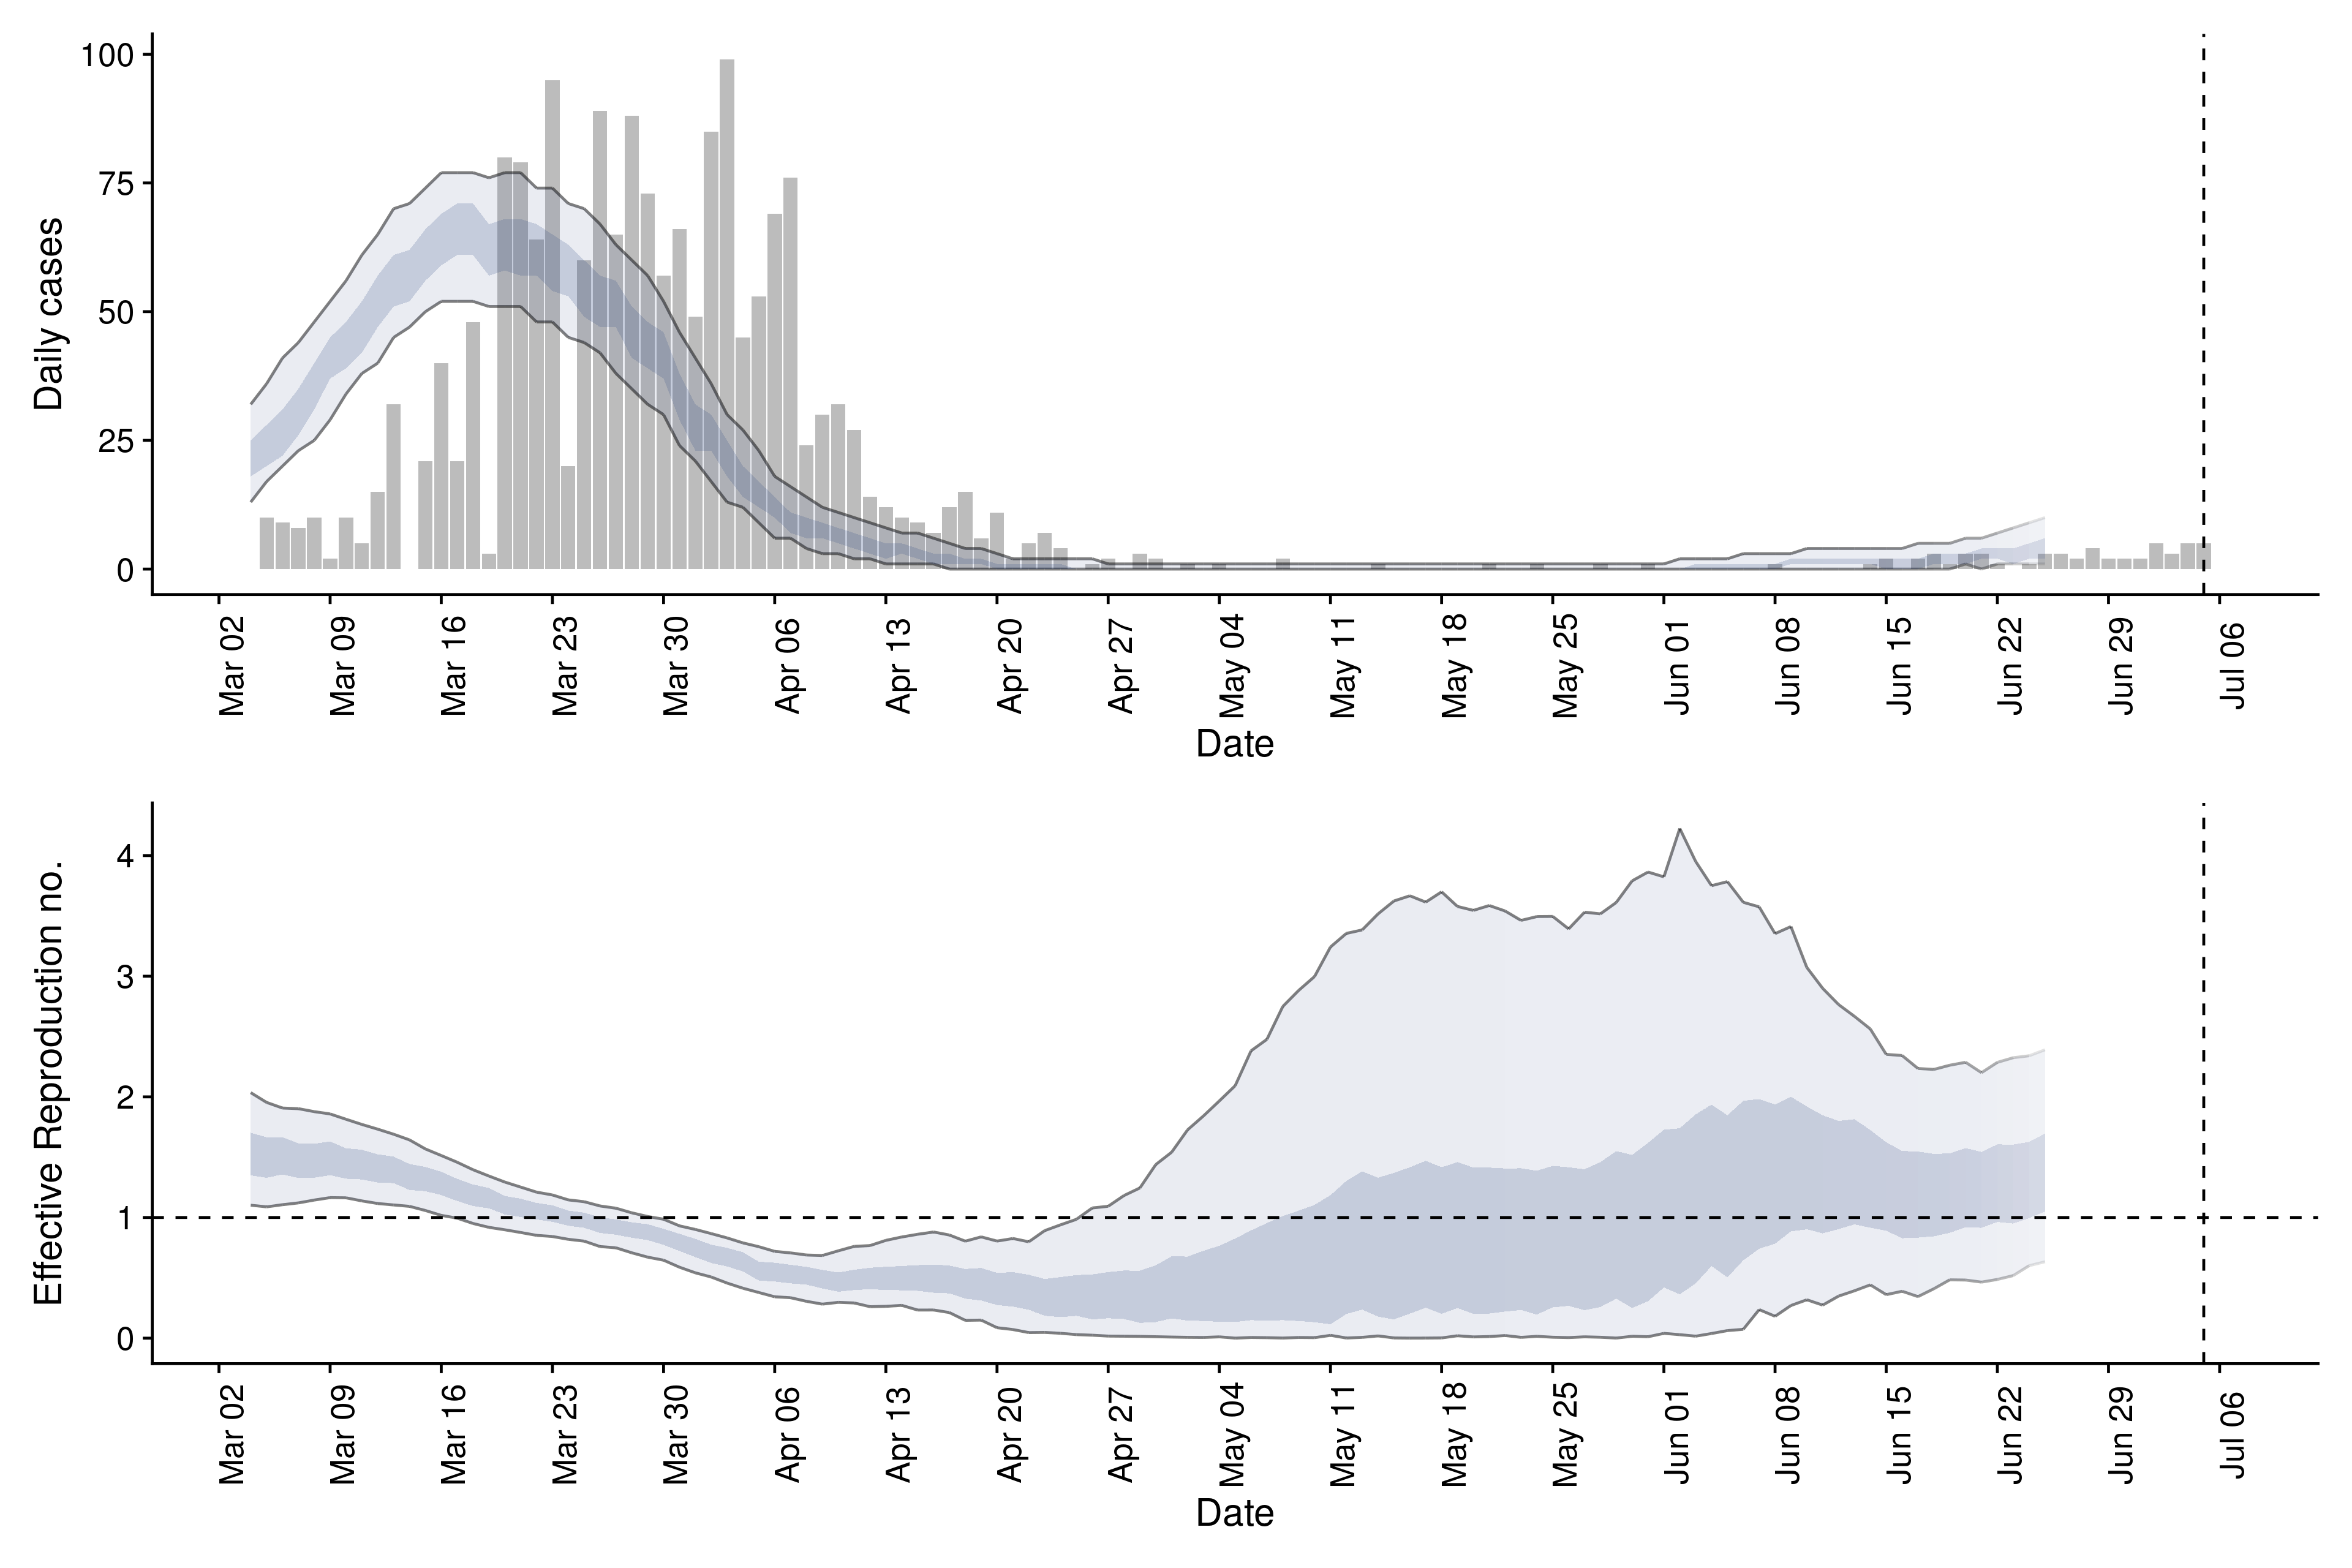 Daily cases
100
75
50
25
0
Mar 02
Mar 09
Mar 16
Mar 23
Mar 30
Apr 06
Apr 13
Apr 20
Apr 27
May 04
May 11
May 18
May 25
Jun 01
Jun 08
Jun 15
Jun 22
Jun 29
Jul 06
Date
Effective Reproduction no.
4
3
2
1
0
Mar 02
Mar 09
Mar 16
Mar 23
Mar 30
Apr 06
Apr 13
Apr 20
Apr 27
May 04
May 11
May 18
May 25
Jun 01
Jun 08
Jun 15
Jun 22
Jun 29
Jul 06
Date